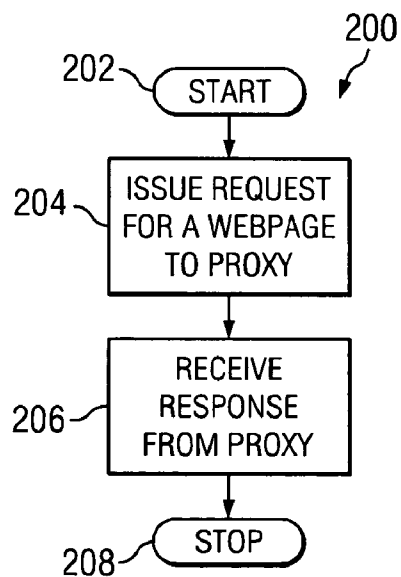 200
202
START
204
ISSUE REQUEST
FOR A WEBPAGE
TO PROXY
206
RECEIVE
RESPONSE
FROM PROXY
208
STOP